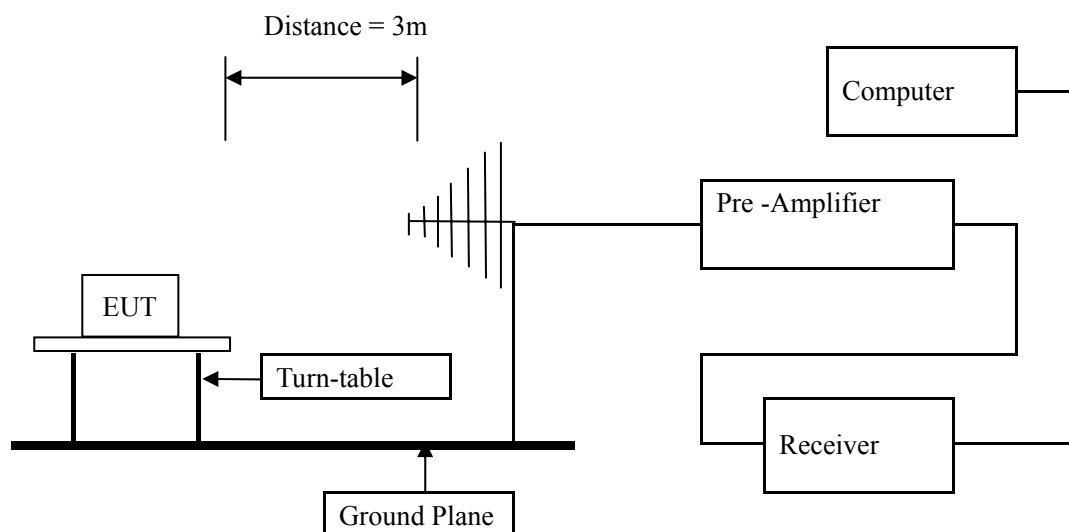 Distance = 3m
Computer
Pre -Amplifier
EUT
Turn-table
Receiver
Ground Plane